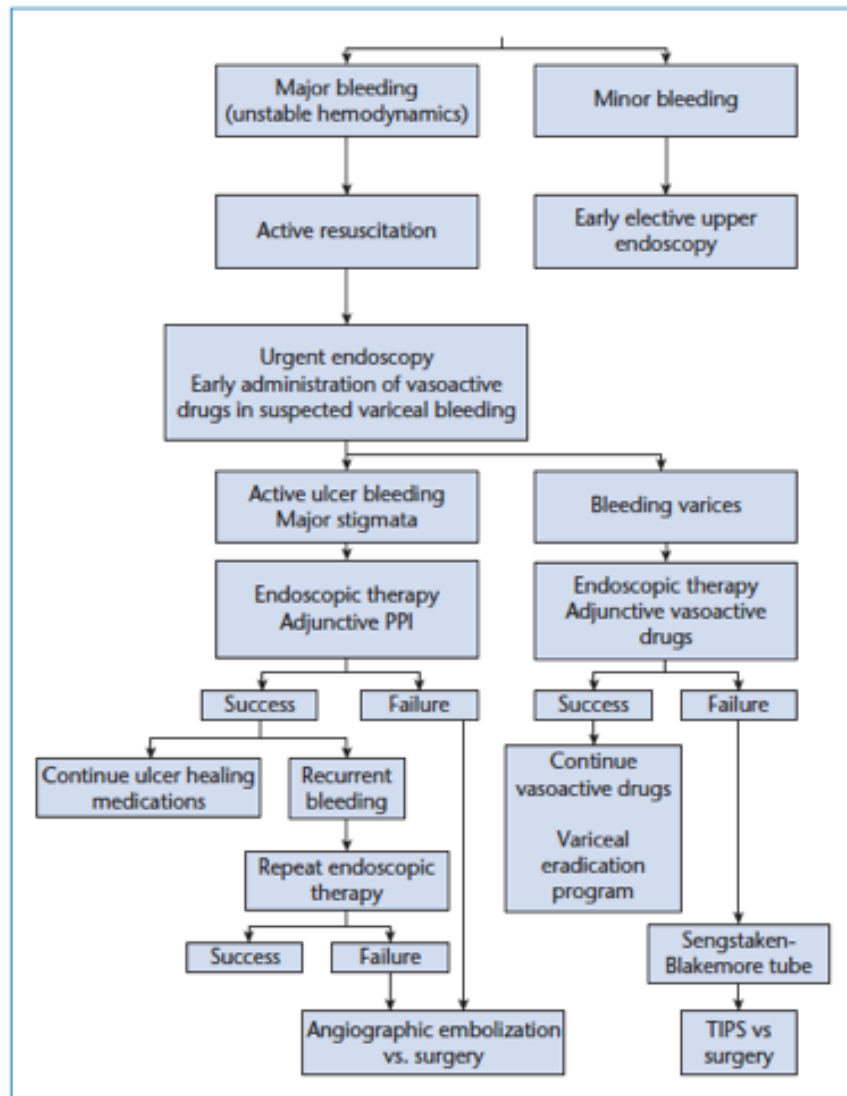 Major bleeding
(unstable hemodynamics)
Minor bleeding
Active resuscitation
Early elective upper
endoscopy
Urgent endoscopy
Early administration of vasoactive
drugs in suspected variceal bleeding
Active ulcer bleeding
Major stigmata
Bleeding varices
Endoscopic therapy
Adjunctive PPI
Endoscopic therapy
Adjunctive vasoactive
drugs
Success
Failure
Success
Failure
Continue ulcer healing
medications
Recurrent
bleeding
Continue
vasoactive drugs
Variceal
eradication
program
Repeat endoscopic
therapy
Success
Failure
Sengstaken-
Blakemore tube
Angiographic embolization
vs. surgery
TIPS vs
surgery